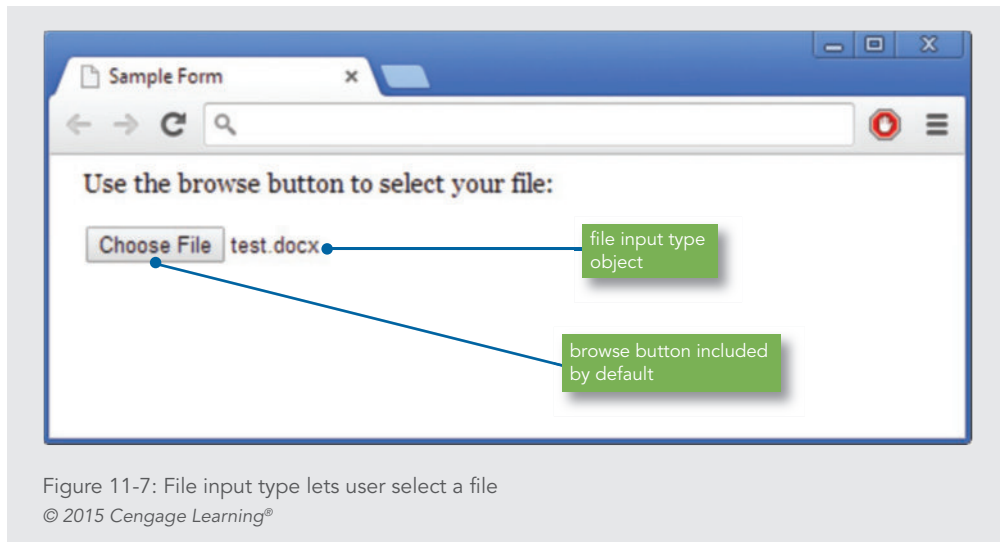 Sample Form
Use the browse button to select your file:
Choose File test.docx
file input type
object
browse button included
by default
Figure 11-7: File input type lets user select a file
© 2015 Cengage Learning®